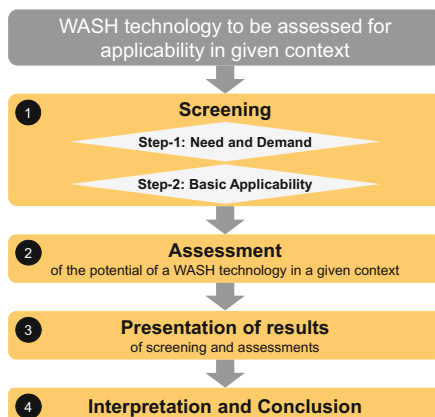 WASH technology to be assessed for
applicability in given context
1
Screening
Step-1: Need and Demand
Step-2: Basic Applicability
2
Assessment
of the potential of a WASH technology in a given context
3
Presentation of results
of screening and assessments
4
Interpretation and Conclusion